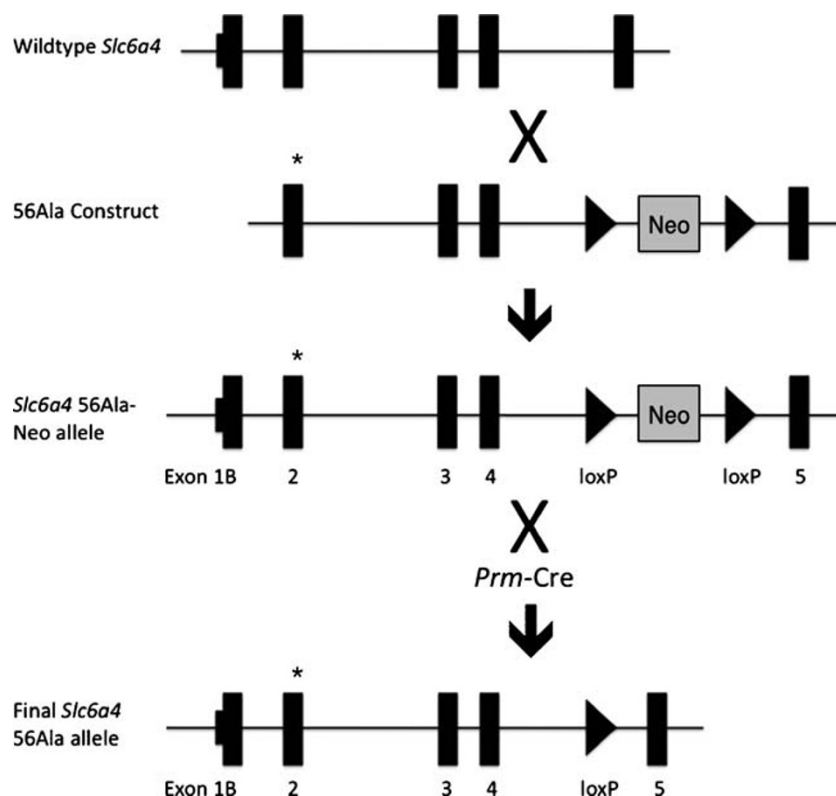 Wildtype Slc6a4
X
*
56Ala Construct
Neo
*
Slc6a4 56Ala-
Neo allele
Neo
Exon 1B 2 3 4 loxP loxP 5
X
Prm-Cre
*
Final Slc6a4
56Ala allele
Exon 1B 2 3 4 loxP 5